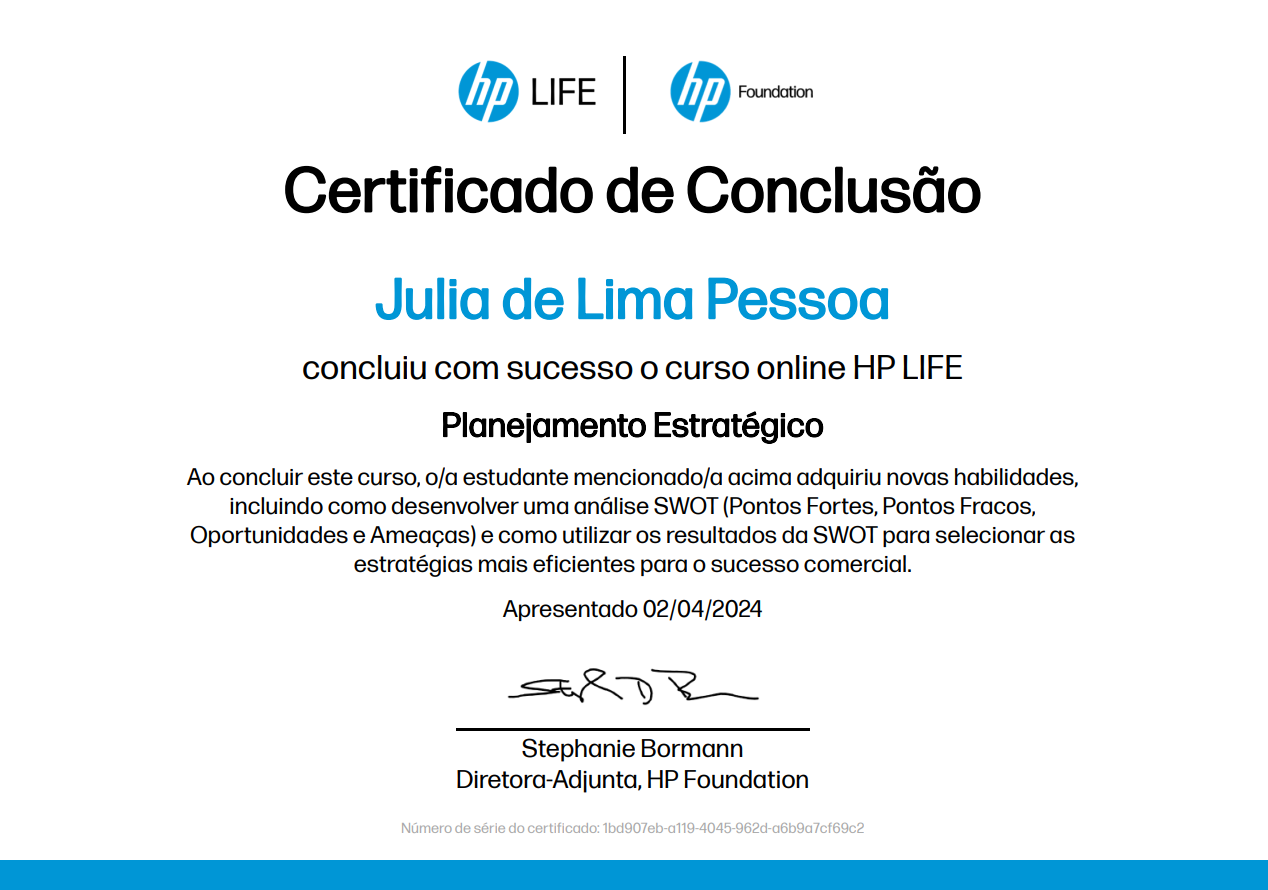 hp LIFE hp Foundation
Certificado de Conclusão
Julia de Lima Pessoa
concluiu com sucesso o curso online HP LIFE
Planejamento Estratégico
Ao concluir este curso, o/a estudante mencionado/a acima adquiriu novas habilidades,
incluindo como desenvolver uma análise SWOT (Pontos Fortes, Pontos Fracos,
Oportunidades e Ameaças) e como utilizar os resultados da SWOT para selecionar as
estratégias mais eficientes para o sucesso comercial.
Apresentado 02/04/2024
Stephanie Bormann
Diretora-Adjunta, HP Foundation
Número de série do certificado: 1bd907eb-a119-4045-962d-a6b9a7cf69c2